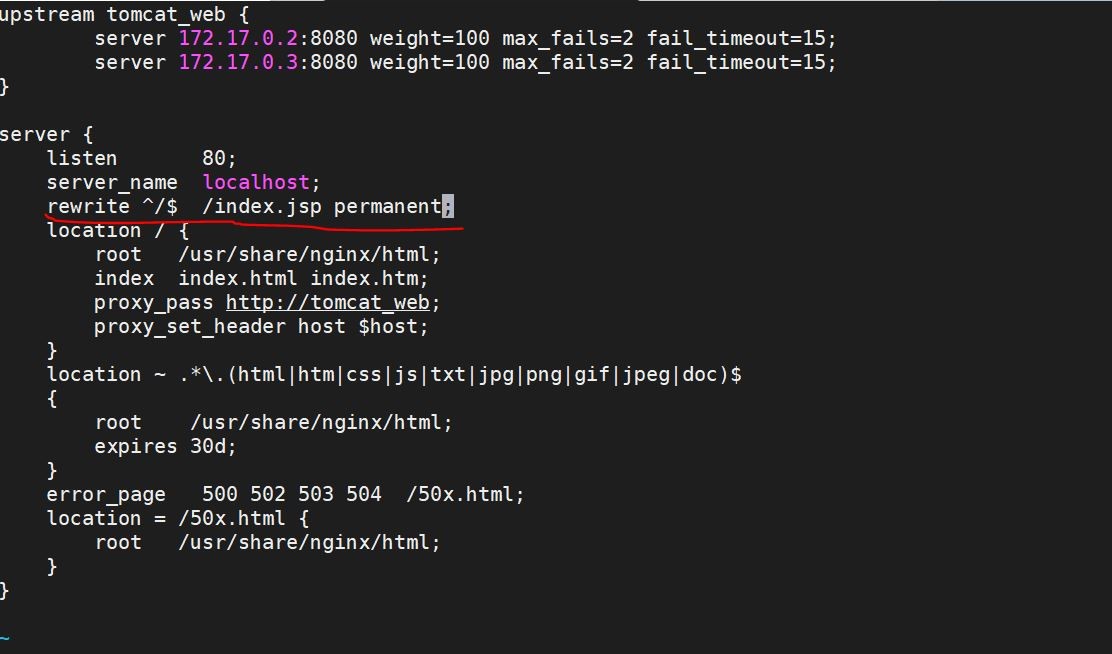 upstream tomcat_web {
        server 172.17.0.2:8080 weight=100 max_fails=2 fail_timeout=15;
        server 172.17.0.3:8080 weight=100 max_fails=2 fail_timeout=15;
}
server {
    listen       80;
    server_name  localhost;
    rewrite ^/$  /index.jsp permanent;
    location / {
        root   /usr/share/nginx/html;
        index  index.html index.htm;
        proxy_pass http://tomcat_web;
        proxy_set_header host $host;
    }
    location ~ .*\.(html|htm|css|js|txt|jpg|png|gif|jpeg|doc)$
    {
        root    /usr/share/nginx/html;
        expires 30d;
    }
    error_page   500 502 503 504  /50x.html;
    location = /50x.html {
        root   /usr/share/nginx/html;
    }
}
~